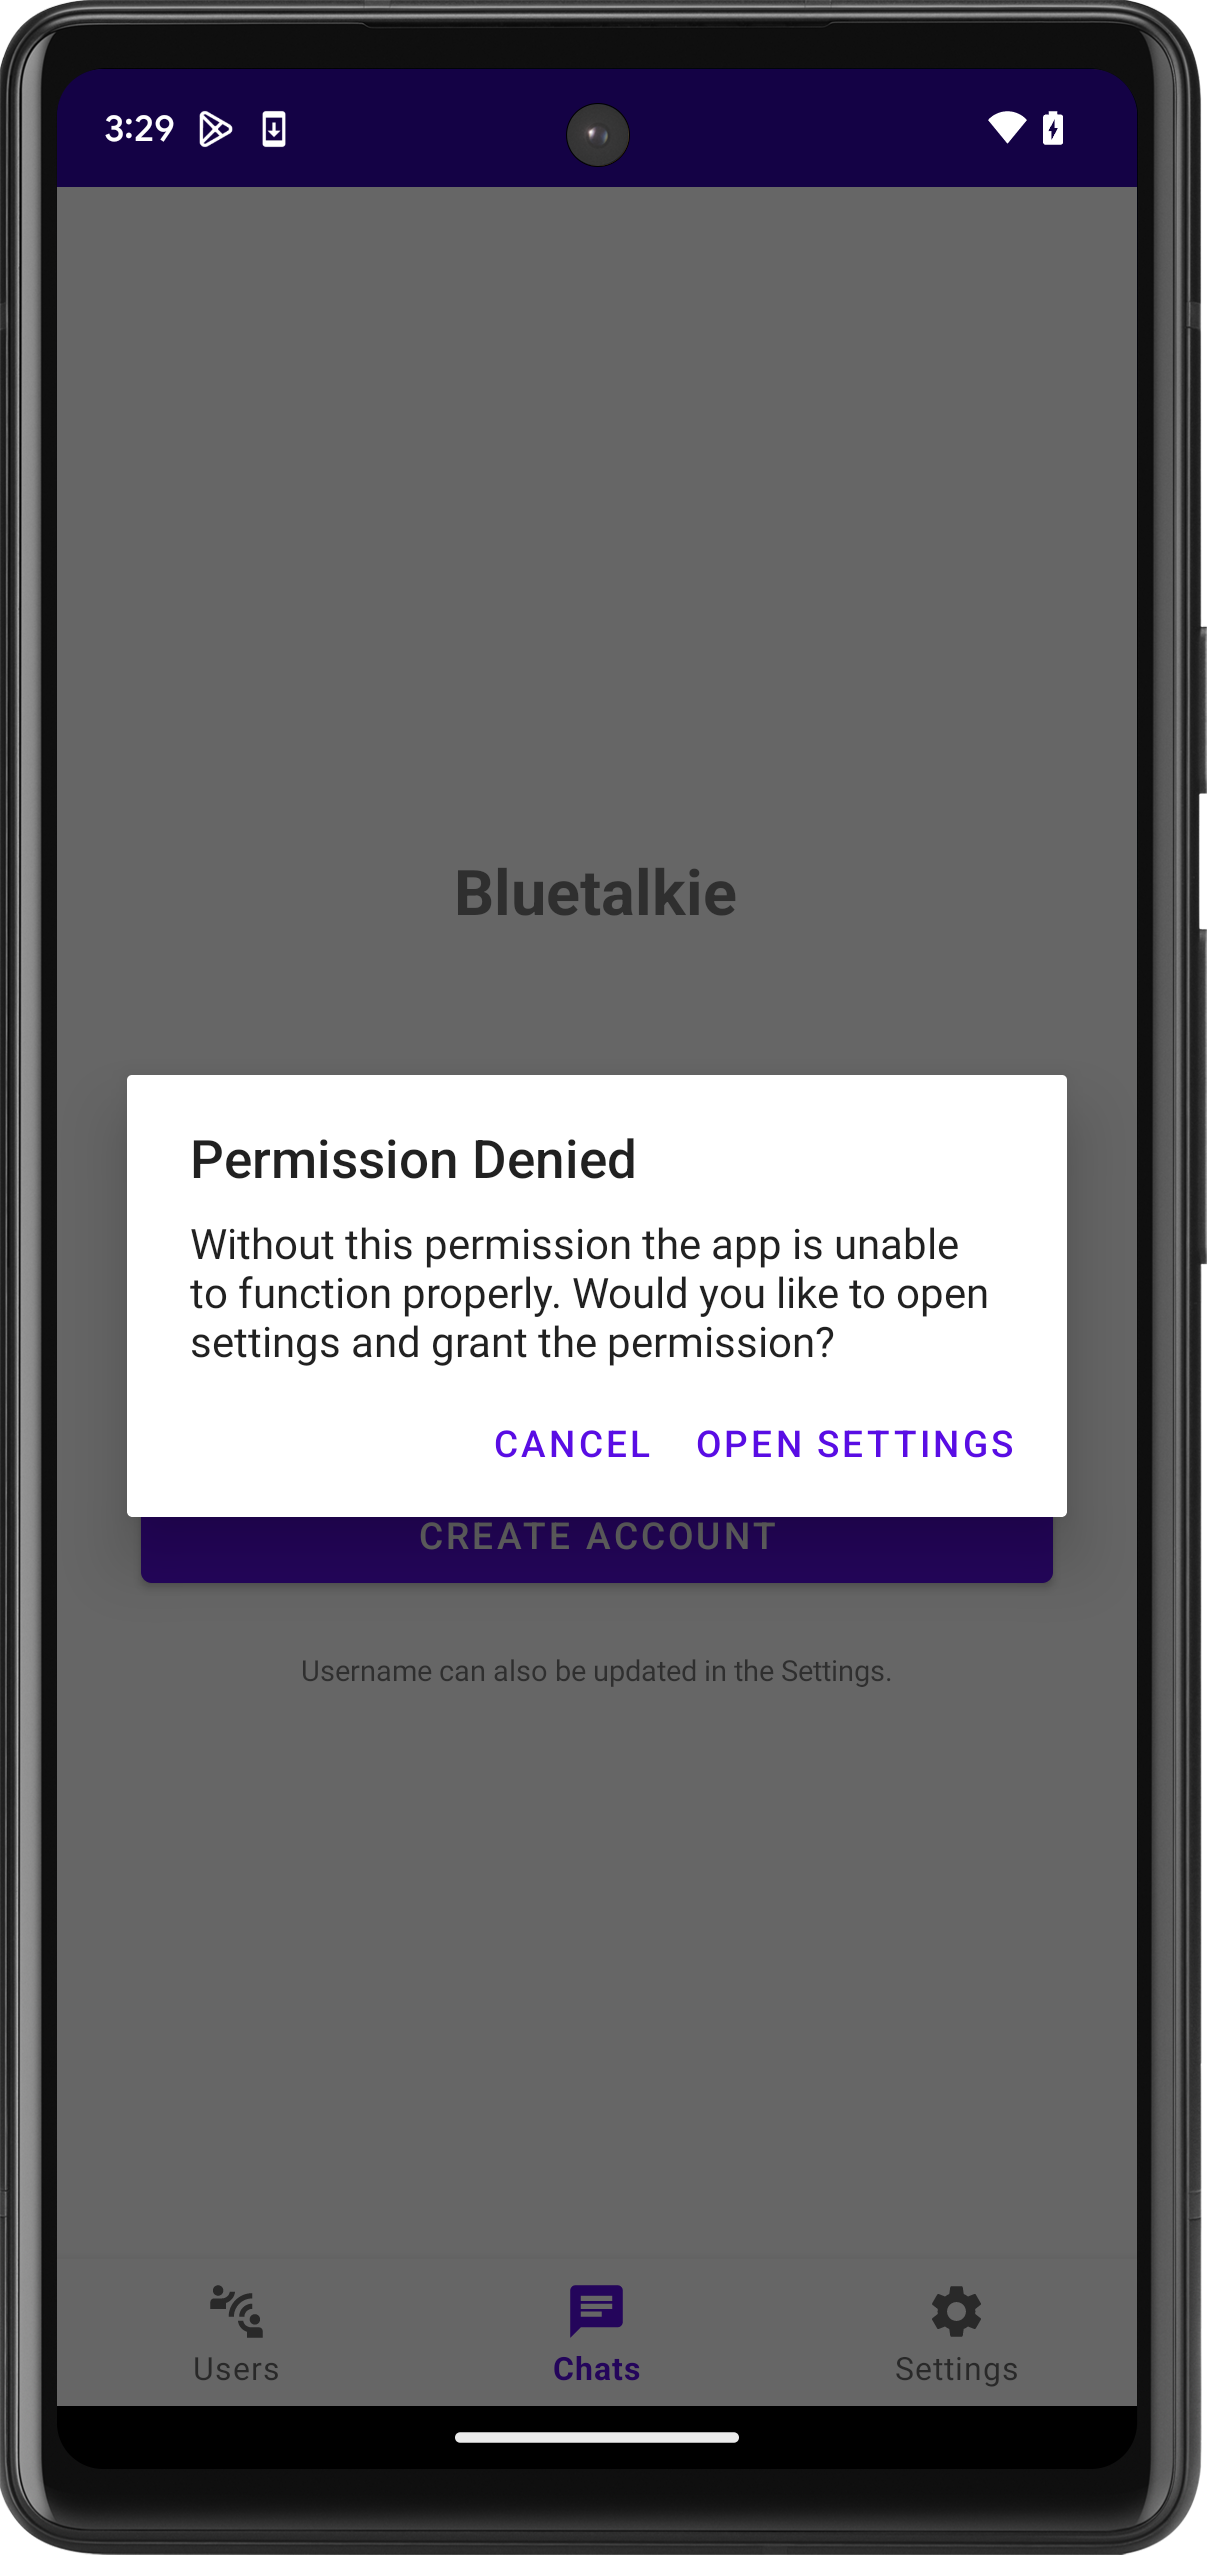 3:29
Bluetalkie
Permission Denied
Without this permission the app is unable
to function properly. Would you like to open
settings and grant the permission?
CANCEL OPEN SETTINGS
CREATE ACCOUNT
Username can also be updated in the Settings.
Users Chats Settings